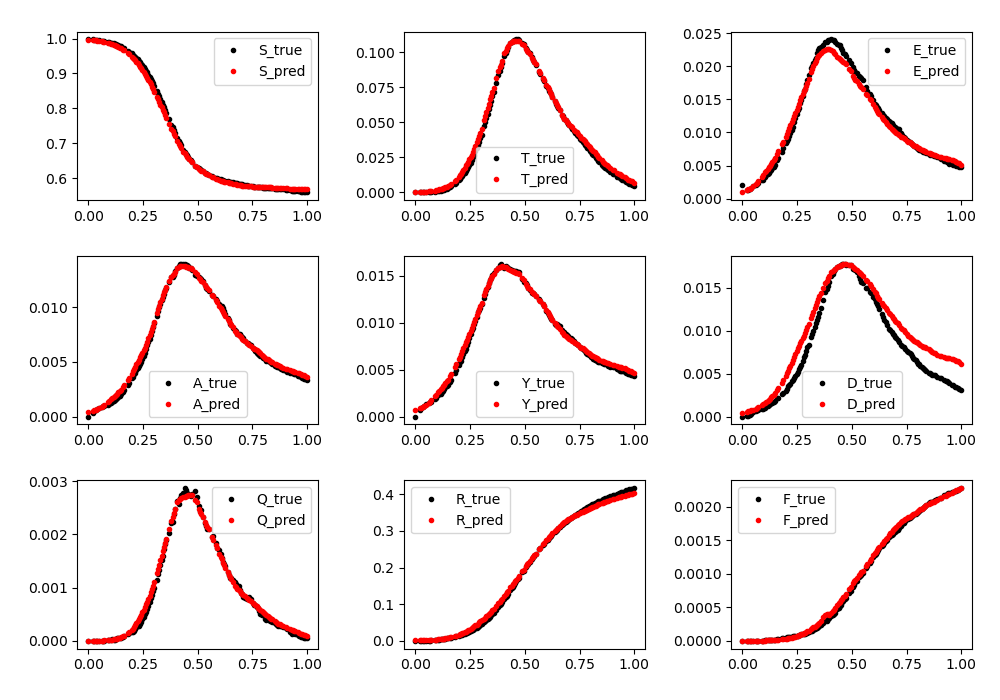 1.0
0.9
0.8
0.7
0.6
0.00 0.25 0.50 0.75 1.00
S_true
S_pred
0.100
0.075
0.050
0.025
0.000
0.00 0.25 0.50 0.75 1.00
T_true
T_pred
0.025
0.020
0.015
0.010
0.005
0.000
0.00 0.25 0.50 0.75 1.00
E_true
E_pred
0.010
0.005
0.000
0.00 0.25 0.50 0.75 1.00
A_true
A_pred
0.015
0.010
0.005
0.000
0.00 0.25 0.50 0.75 1.00
Y_true
Y_pred
0.015
0.010
0.005
0.000
0.00 0.25 0.50 0.75 1.00
D_true
D_pred
0.003
0.002
0.001
0.000
0.00 0.25 0.50 0.75 1.00
Q_true
Q_pred
0.4
0.3
0.2
0.1
0.0
0.00 0.25 0.50 0.75 1.00
R_true
R_pred
0.0020
0.0015
0.0010
0.0005
0.0000
0.00 0.25 0.50 0.75 1.00
F_true
F_pred